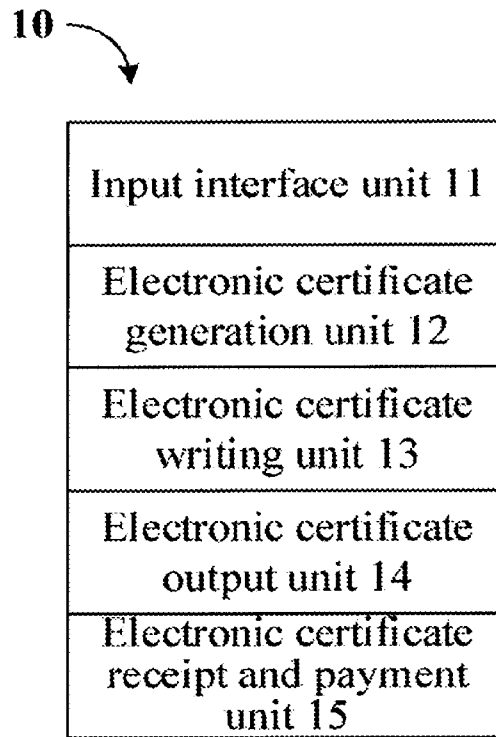 10
Input interface unit 11
Electronic certificate
generation unit 12
Electronic certificate
writing unit 13
Electronic certificate
output unit 14
Electronic certificate
receipt and payment
unit 15